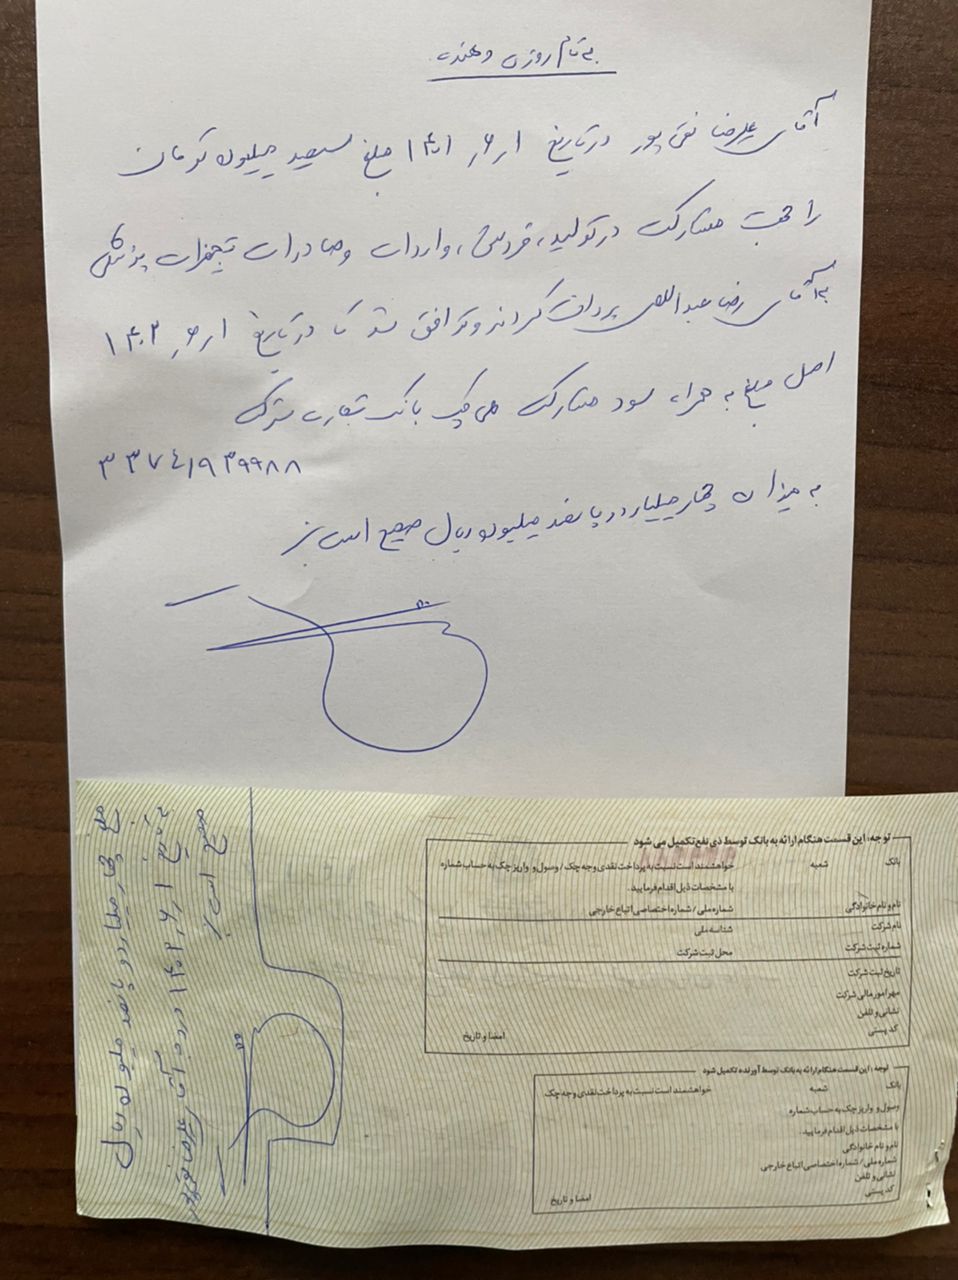 به نام روزی دهنده
آقای علیرضا نقی پور در تاریخ ۱۴۰۱/۶/۱ مبلغ سیصد میلیون تومان
را جهت مشارکت در تولید، فروش، واردات و صادرات تجهیزات پزشکی
به آقای رضا عبداللهی پرداخت کردند و توافق شد تا در تاریخ ۱۴۰۲/۶/۱
اصل مبلغ به همراه سود مشارکت طی چک بانک تجارت شرکت
۳۳۷۴۱۹۳۹۹۸۸
به میزان چهار میلیارد و پانصد میلیون ریال صحیح است
مبلغ چهار میلیارد و پانصد میلیون ریال
به تاریخ ۱۴۰۲/۶/۱ در وجه آقای علیرضا نقی پور
صحیح است
توجه: این قسمت هنگام ارائه به بانک توسط ذی نفع تکمیل می شود
بانک شعبه خواهشمند است نسبت به پرداخت نقدی وجه چک / وصول و واریز چک به حساب شماره
با مشخصات ذیل اقدام فرمایید.
نام و نام خانوادگی شماره ملی / شماره اختصاصی اتباع خارجی
نام شرکت شناسه ملی
شماره ثبت شرکت محل ثبت شرکت
تاریخ ثبت شرکت
مهر امور مالی شرکت
نشانی و تلفن
کد پستی امضا و تاریخ
توجه: این قسمت هنگام ارائه به بانک توسط آورنده تکمیل شود
بانک شعبه خواهشمند است نسبت به پرداخت نقدی وجه چک
وصول و واریز چک به حساب شماره
با مشخصات ذیل اقدام فرمایید.
نام و نام خانوادگی
شماره ملی / شماره اختصاصی اتباع خارجی
نشانی و تلفن
کد پستی امضا و تاریخ